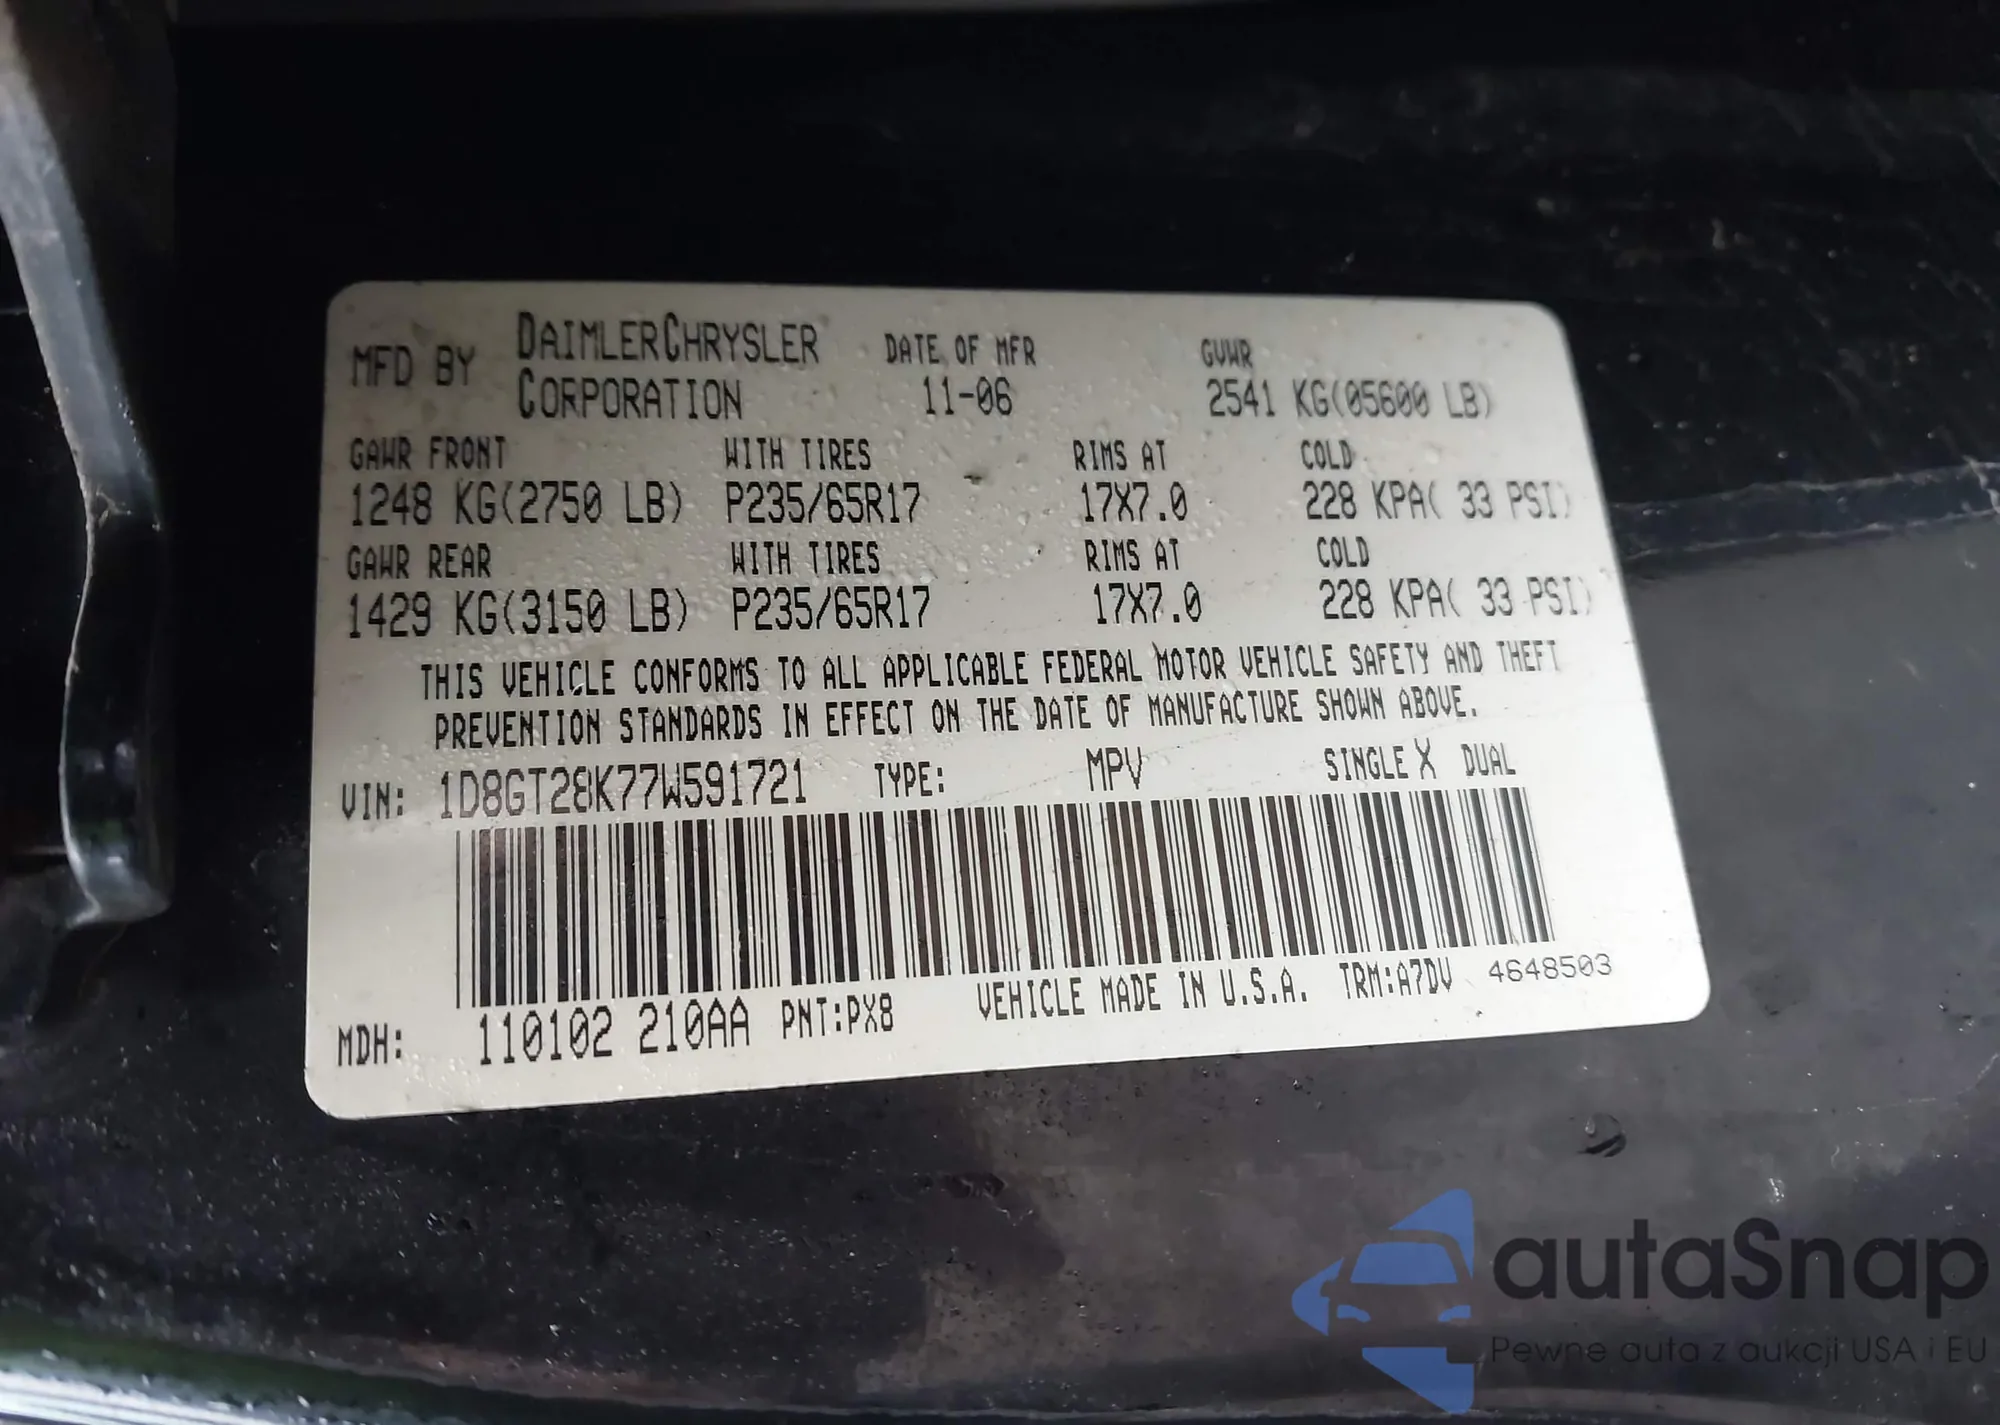 MFD BY DAIMLERCHRYSLER CORPORATION DATE OF MFR 11-06 GVWR 2541 KG(05600 LB)
GAWR FRONT WITH TIRES RIMS AT COLD
1248 KG(2750 LB) P235/65R17 17X7.0 228 KPA( 33 PSI)
GAWR REAR WITH TIRES RIMS AT COLD
1429 KG(3150 LB) P235/65R17 17X7.0 228 KPA( 33 PSI)
THIS VEHICLE CONFORMS TO ALL APPLICABLE FEDERAL MOTOR VEHICLE SAFETY AND THEFT
PREVENTION STANDARDS IN EFFECT ON THE DATE OF MANUFACTURE SHOWN ABOVE.
VIN: 1D8GT28K77W591721 TYPE: MPV SINGLE X DUAL
MDH: 110102 210AA PNT:PX8 VEHICLE MADE IN U.S.A. TRM:A7DV 4648503
autaSnap
Pewne auta z aukcji USA i EU